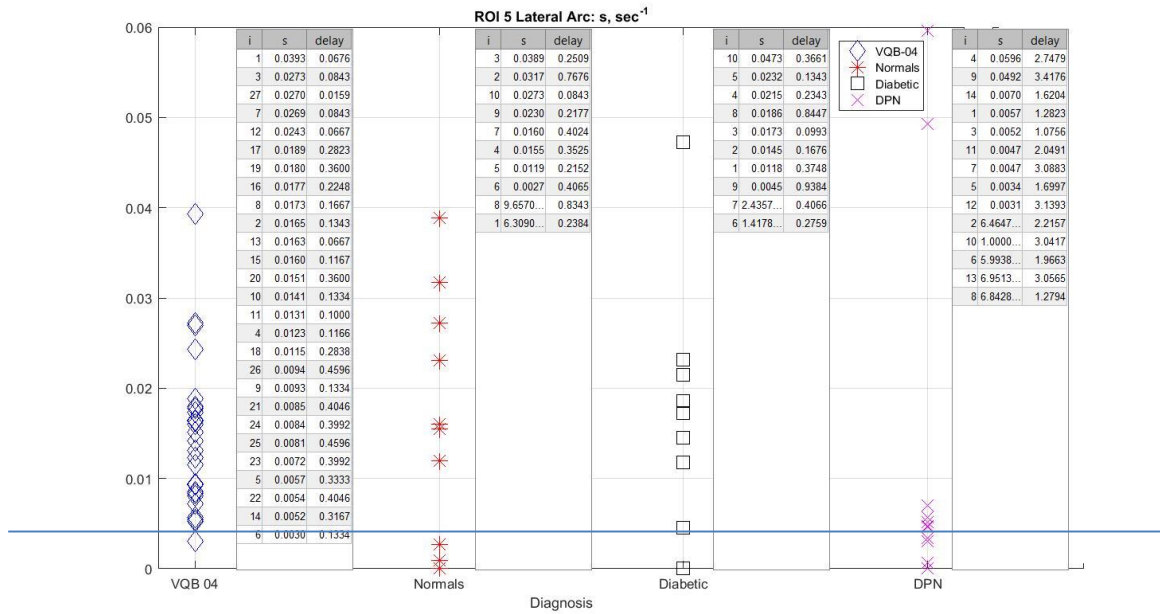 ROI 5 Lateral Arc: s, sec⁻¹
0.06
0.05
0.04
0.03
0.02
0.01
0
i s delay
1 0.0393 0.0676
3 0.0273 0.0843
27 0.0270 0.0159
7 0.0269 0.0843
12 0.0243 0.0667
17 0.0189 0.2823
19 0.0180 0.3600
16 0.0177 0.2248
8 0.0173 0.1667
2 0.0165 0.1343
13 0.0163 0.0667
15 0.0160 0.1167
20 0.0151 0.3600
10 0.0141 0.1334
11 0.0131 0.1000
4 0.0123 0.1166
18 0.0115 0.2838
26 0.0094 0.4596
9 0.0093 0.1334
21 0.0085 0.4046
24 0.0084 0.3992
25 0.0081 0.4596
23 0.0072 0.3992
5 0.0057 0.3333
22 0.0054 0.4046
14 0.0052 0.3167
6 0.0030 0.1334
i s delay
3 0.0389 0.2509
2 0.0317 0.7676
10 0.0273 0.0843
9 0.0230 0.2177
7 0.0160 0.4024
4 0.0155 0.3525
5 0.0119 0.2152
6 0.0027 0.4065
8 9.6570... 0.8343
1 6.3090... 0.2384
i s delay
10 0.0473 0.3661
5 0.0232 0.1343
4 0.0215 0.2343
8 0.0186 0.8447
3 0.0173 0.0993
2 0.0145 0.1676
1 0.0118 0.3748
9 0.0045 0.9384
7 2.4357... 0.4066
6 1.4178... 0.2759
VQB-04
Normals
Diabetic
DPN
i s delay
4 0.0596 2.7479
9 0.0492 3.4176
14 0.0070 1.6204
1 0.0057 1.2823
3 0.0052 1.0756
11 0.0047 2.0491
7 0.0047 3.0883
5 0.0034 1.6997
12 0.0031 3.1393
2 6.4647... 2.2157
10 1.0000... 3.0417
6 5.9938... 1.9663
13 6.9513... 3.0565
8 6.8428... 1.2794
VQB 04 Normals Diabetic DPN
Diagnosis